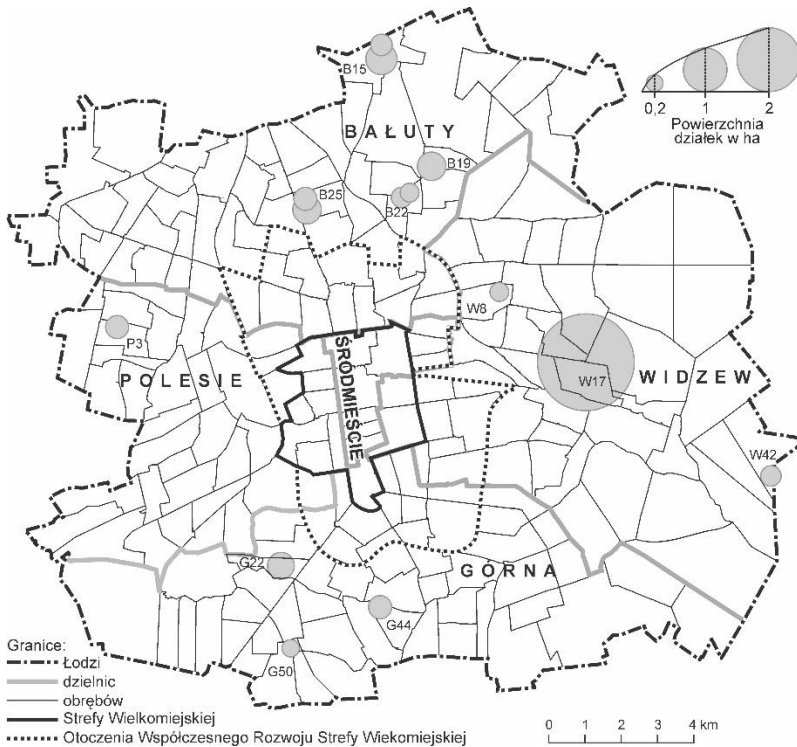 B15
BAŁUTY
0,2 1 2
Powierzchnia
działek w ha
B19
B25
B22
W8
P3
ŚRÓDMIEŚCIE
POLESIE
WIDZEW
W17
W42
G22
GÓRNA
G44
G50
Granice:
Łodzi
dzielnic
obrębów
Strefy Wielkomiejskiej
Otoczenia Współczesnego Rozwoju Strefy Wiekomiejskiej
0 1 2 3 4 km